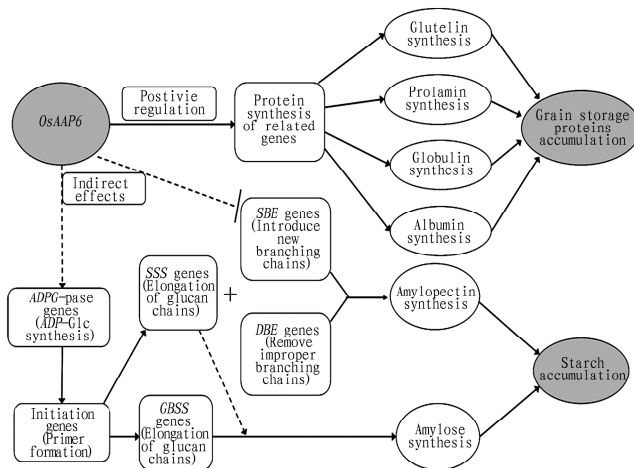 Glutelin
synthesis
Postivie
regulation
OsAAP6
Protein
synthesis
of related
genes
Prolamin
synthesis
Grain storage
proteins
accumulation
Globulin
synthcsis
Indirect
effects
Albumin
synthesis
SBE genes
(Introduce
new
branching
chains)
SSS genes
(Elongation
of glucan
chains)
+
ADPG-pase
genes
(ADP-Glc
synthesis)
Amylopectin
synthesis
DBE genes
(Remove
improper
branching
chains)
Starch
accumulation
Initiation
genes
(Primer
formation)
GBSS
genes
(Elongation
of glucan
chains)
Amylose
synthesis